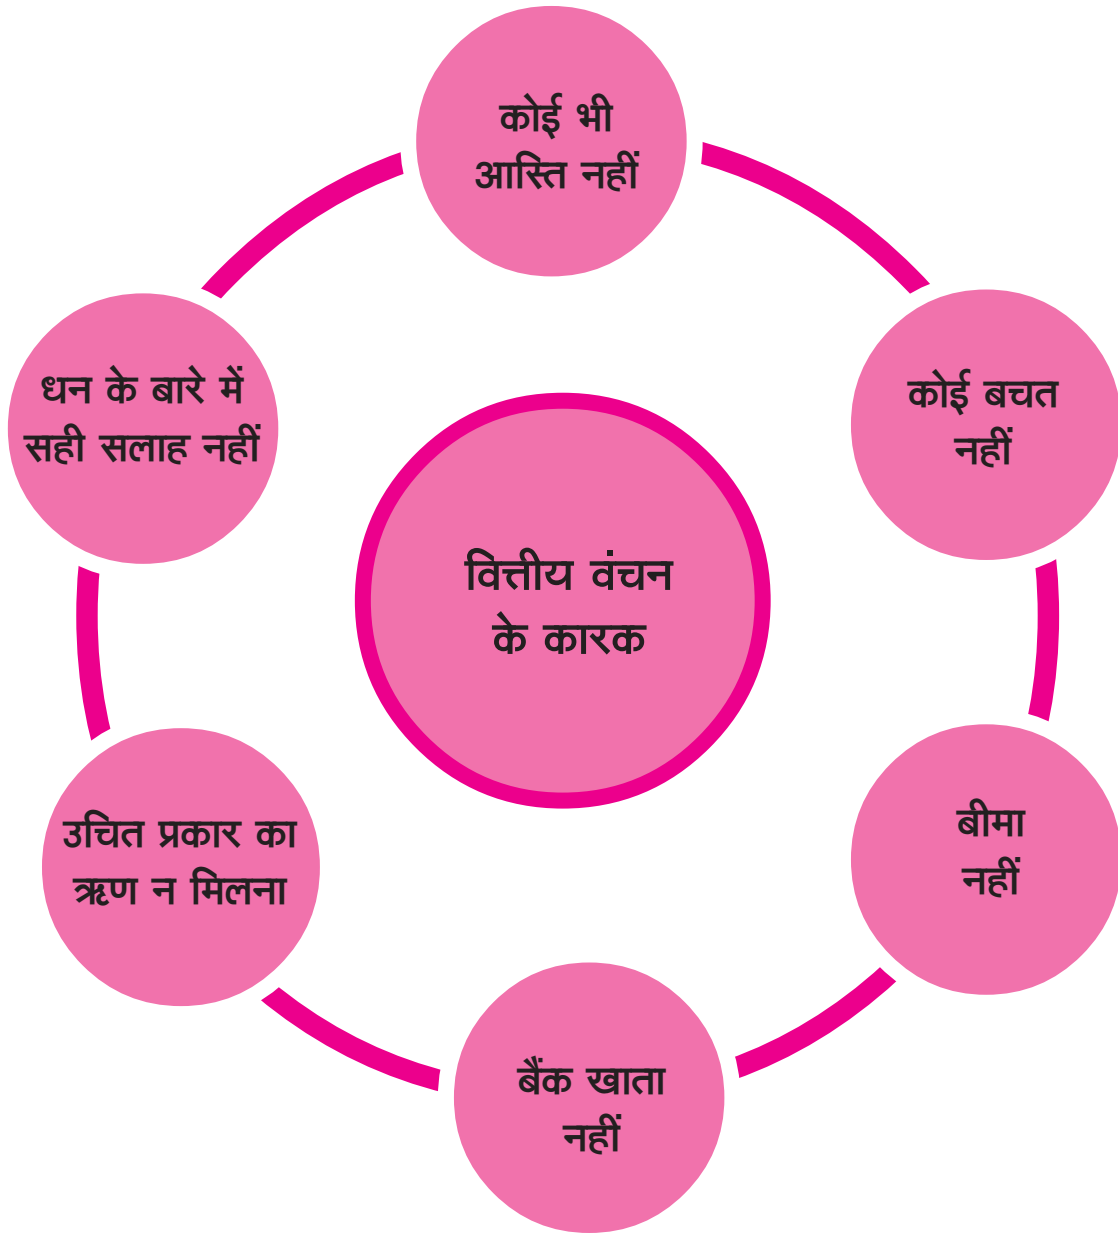 कोई भी
आस्ति नहीं
कोई बचत
नहीं
बीमा
नहीं
बैंक खाता
नहीं
उचित प्रकार का
ऋण न मिलना
धन के बारे में
सही सलाह नहीं
वित्तीय वंचन
के कारक